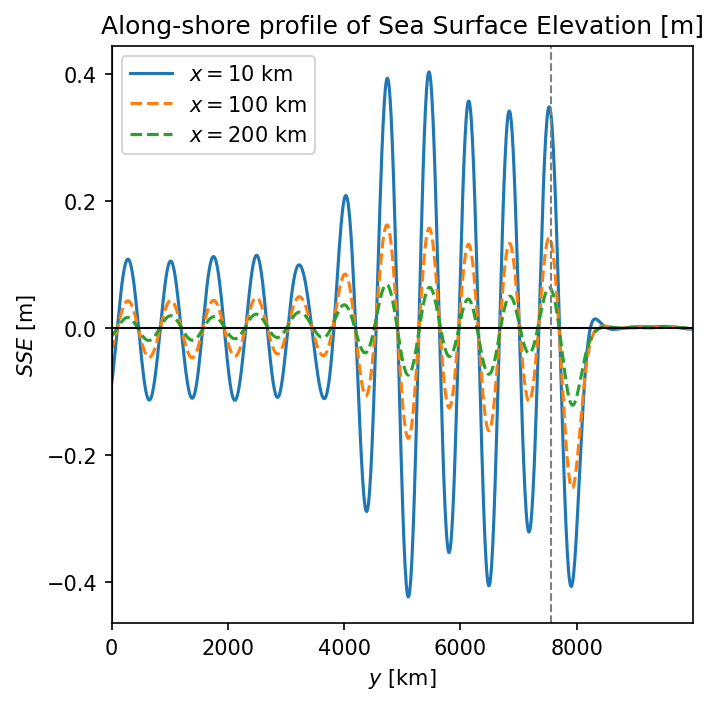 Along-shore profile of Sea Surface Elevation [m]
x = 10 km
x = 100 km
x = 200 km
0.4
0.2
0.0
−0.2
−0.4
SSE [m]
0 2000 4000 6000 8000
y [km]